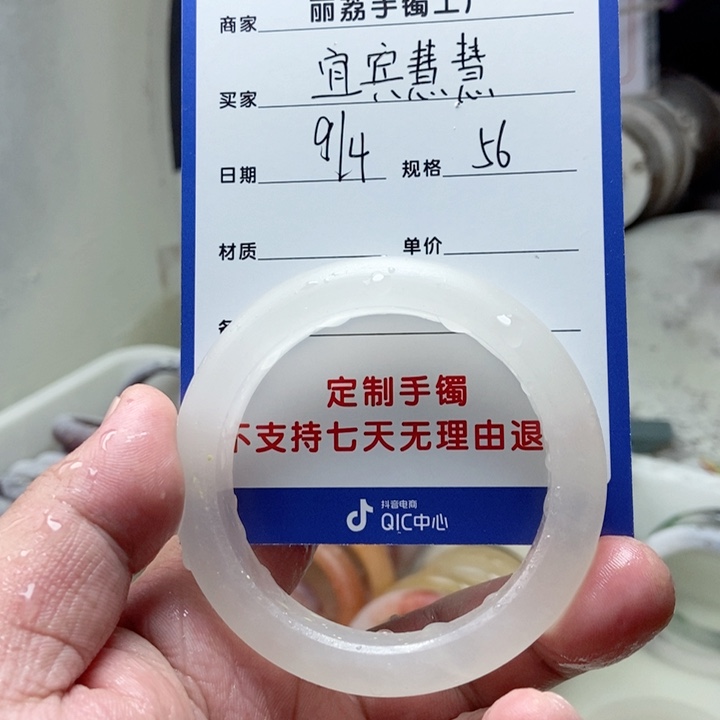 商家 丽荔手镯工厂
买家 宜宾慧慧
日期 9/4 规格 56
材质 单价
定制手镯
不支持七天无理由退
抖音电商
QIC中心